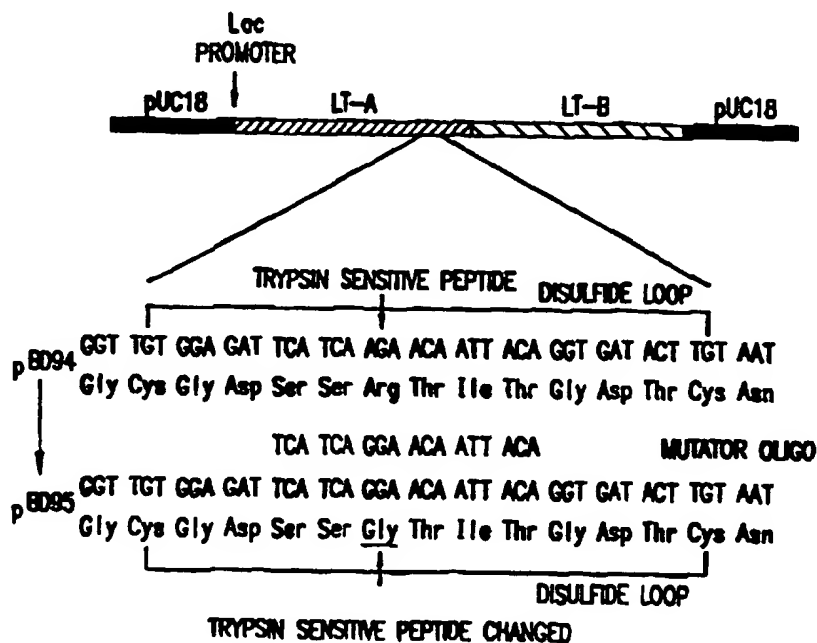 Lac
PROMOTER
pUC18 LT-A LT-B pUC18
TRYPSIN SENSITIVE PEPTIDE
DISULFIDE LOOP
pBD94 GGT TGT GGA GAT TCA TCA AGA ACA ATT ACA GGT GAT ACT TGT AAT
Gly Cys Gly Asp Ser Ser Arg Thr Ile Thr Gly Asp Thr Cys Asn
TCA TCA GGA ACA ATT ACA MUTATOR OLIGO
pBD95 GGT TGT GGA GAT TCA TCA GGA ACA ATT ACA GGT GAT ACT TGT AAT
Gly Cys Gly Asp Ser Ser Gly Thr Ile Thr Gly Asp Thr Cys Asn
DISULFIDE LOOP
TRYPSIN SENSITIVE PEPTIDE CHANGED